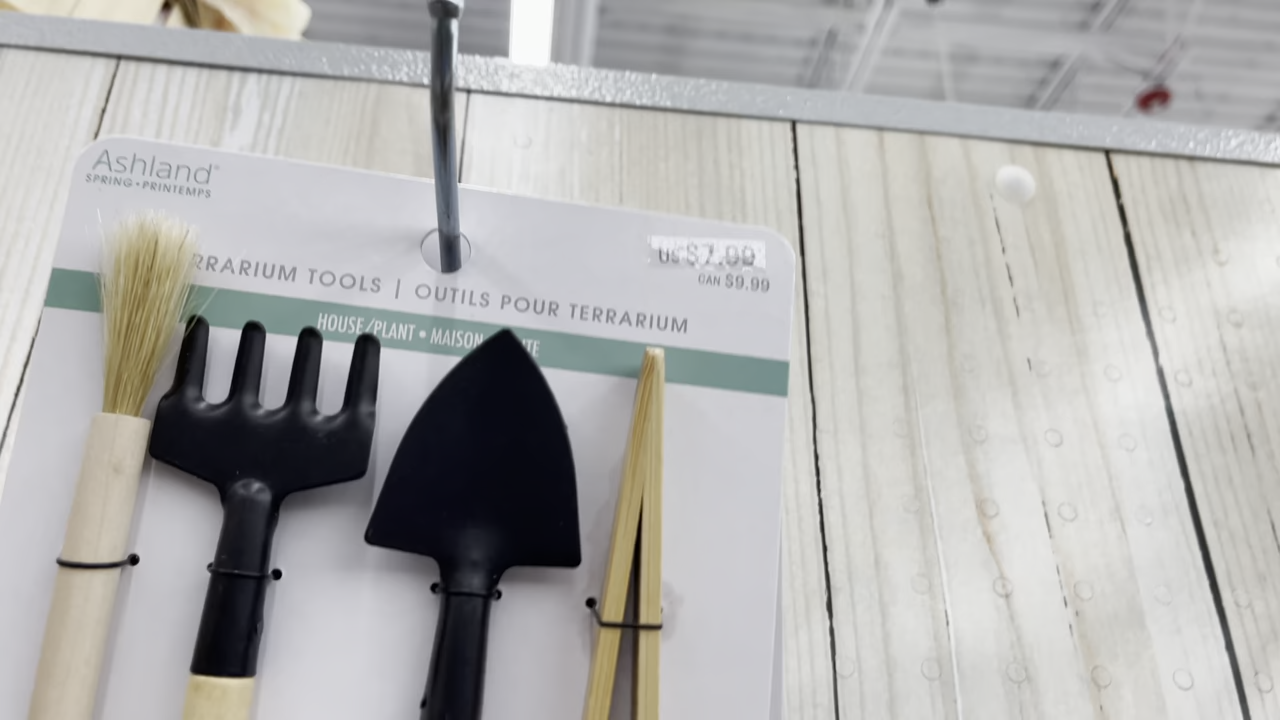 Ashland®
SPRING • PRINTEMPS
US$7.99
CAN $9.99
RRARIUM TOOLS | OUTILS POUR TERRARIUM
HOUSE/PLANT • MAISON